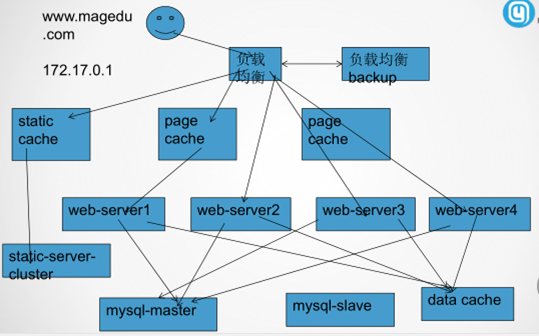 www.magedu
.com
172.17.0.1
负载
均衡
负载均衡
backup
static
cache
page
cache
page
cache
web-server1
web-server2
web-server3
web-server4
static-server-
cluster
mysql-master
mysql-slave
data cache